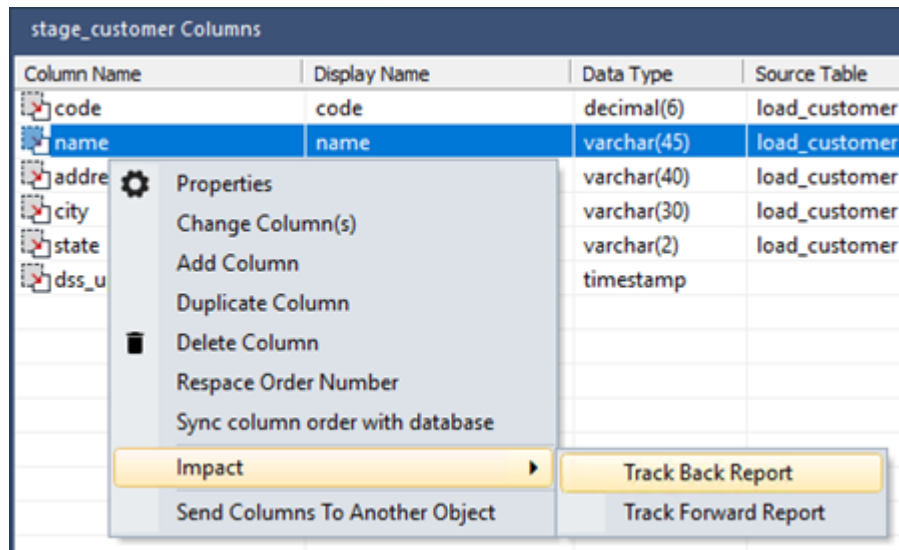 stage_customer Columns
Column Name Display Name Data Type Source Table
code code decimal(6) load_customer
name name varchar(45) load_customer
addre varchar(40) load_customer
city varchar(30) load_customer
state varchar(2) load_customer
dss_u timestamp
Properties
Change Column(s)
Add Column
Duplicate Column
Delete Column
Respace Order Number
Sync column order with database
Impact
Send Columns To Another Object
Track Back Report
Track Forward Report